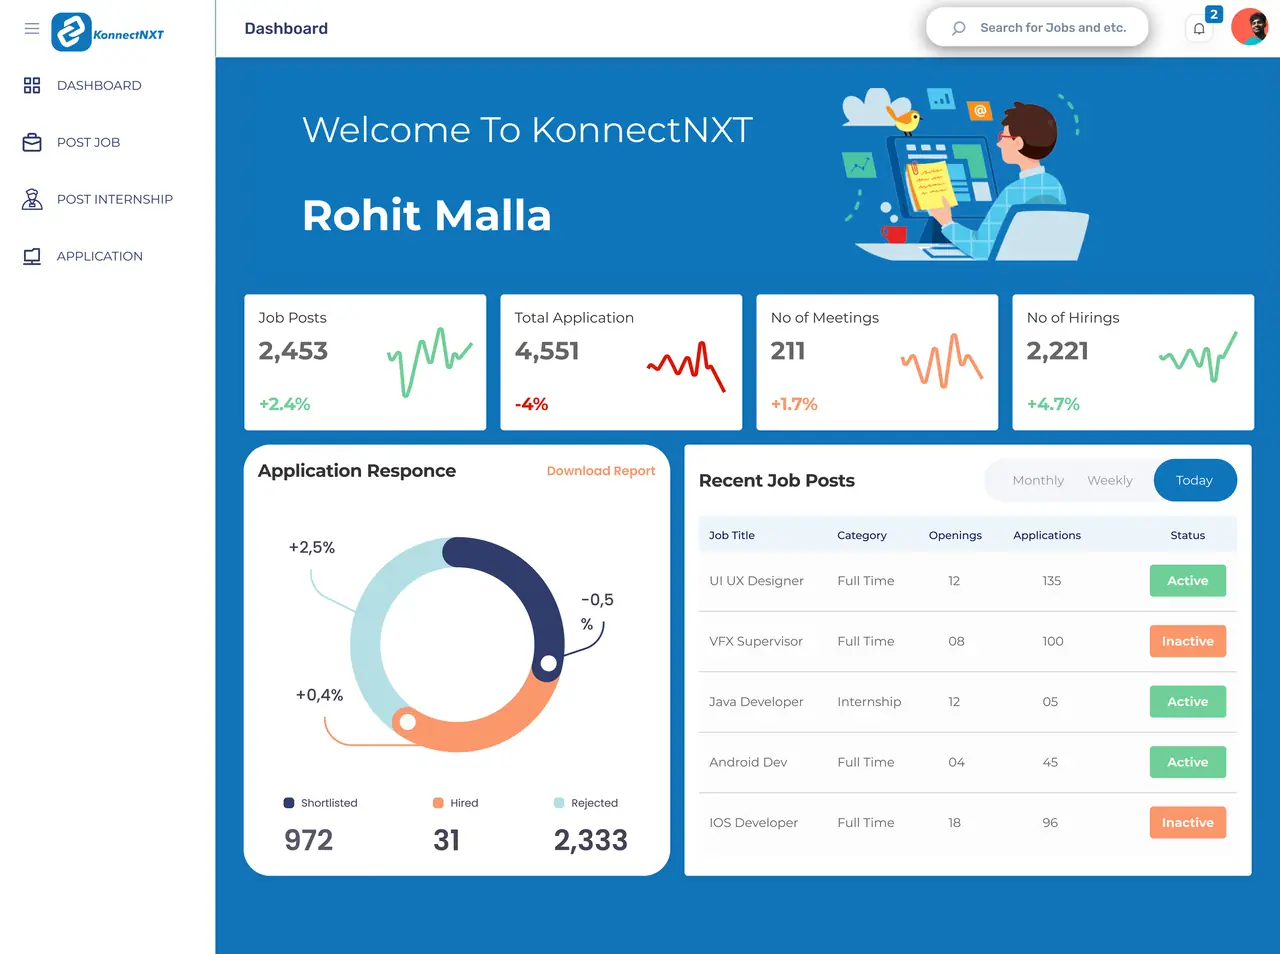 KonnectNXT
Dashboard
Search for Jobs and etc.
2
DASHBOARD
POST JOB
POST INTERNSHIP
APPLICATION
Welcome To KonnectNXT
Rohit Malla
@
Job Posts
2,453
+2.4%
Total Application
4,551
-4%
No of Meetings
211
+1.7%
No of Hirings
2,221
+4.7%
Application Responce
Download Report
+2,5%
-0,5
%
+0,4%
Shortlisted
972
Hired
31
Rejected
2,333
Recent Job Posts
Monthly Weekly Today
Job Title Category Openings Applications Status
UI UX Designer Full Time 12 135 Active
VFX Supervisor Full Time 08 100 Inactive
Java Developer Internship 12 05 Active
Android Dev Full Time 04 45 Active
IOS Developer Full Time 18 96 Inactive